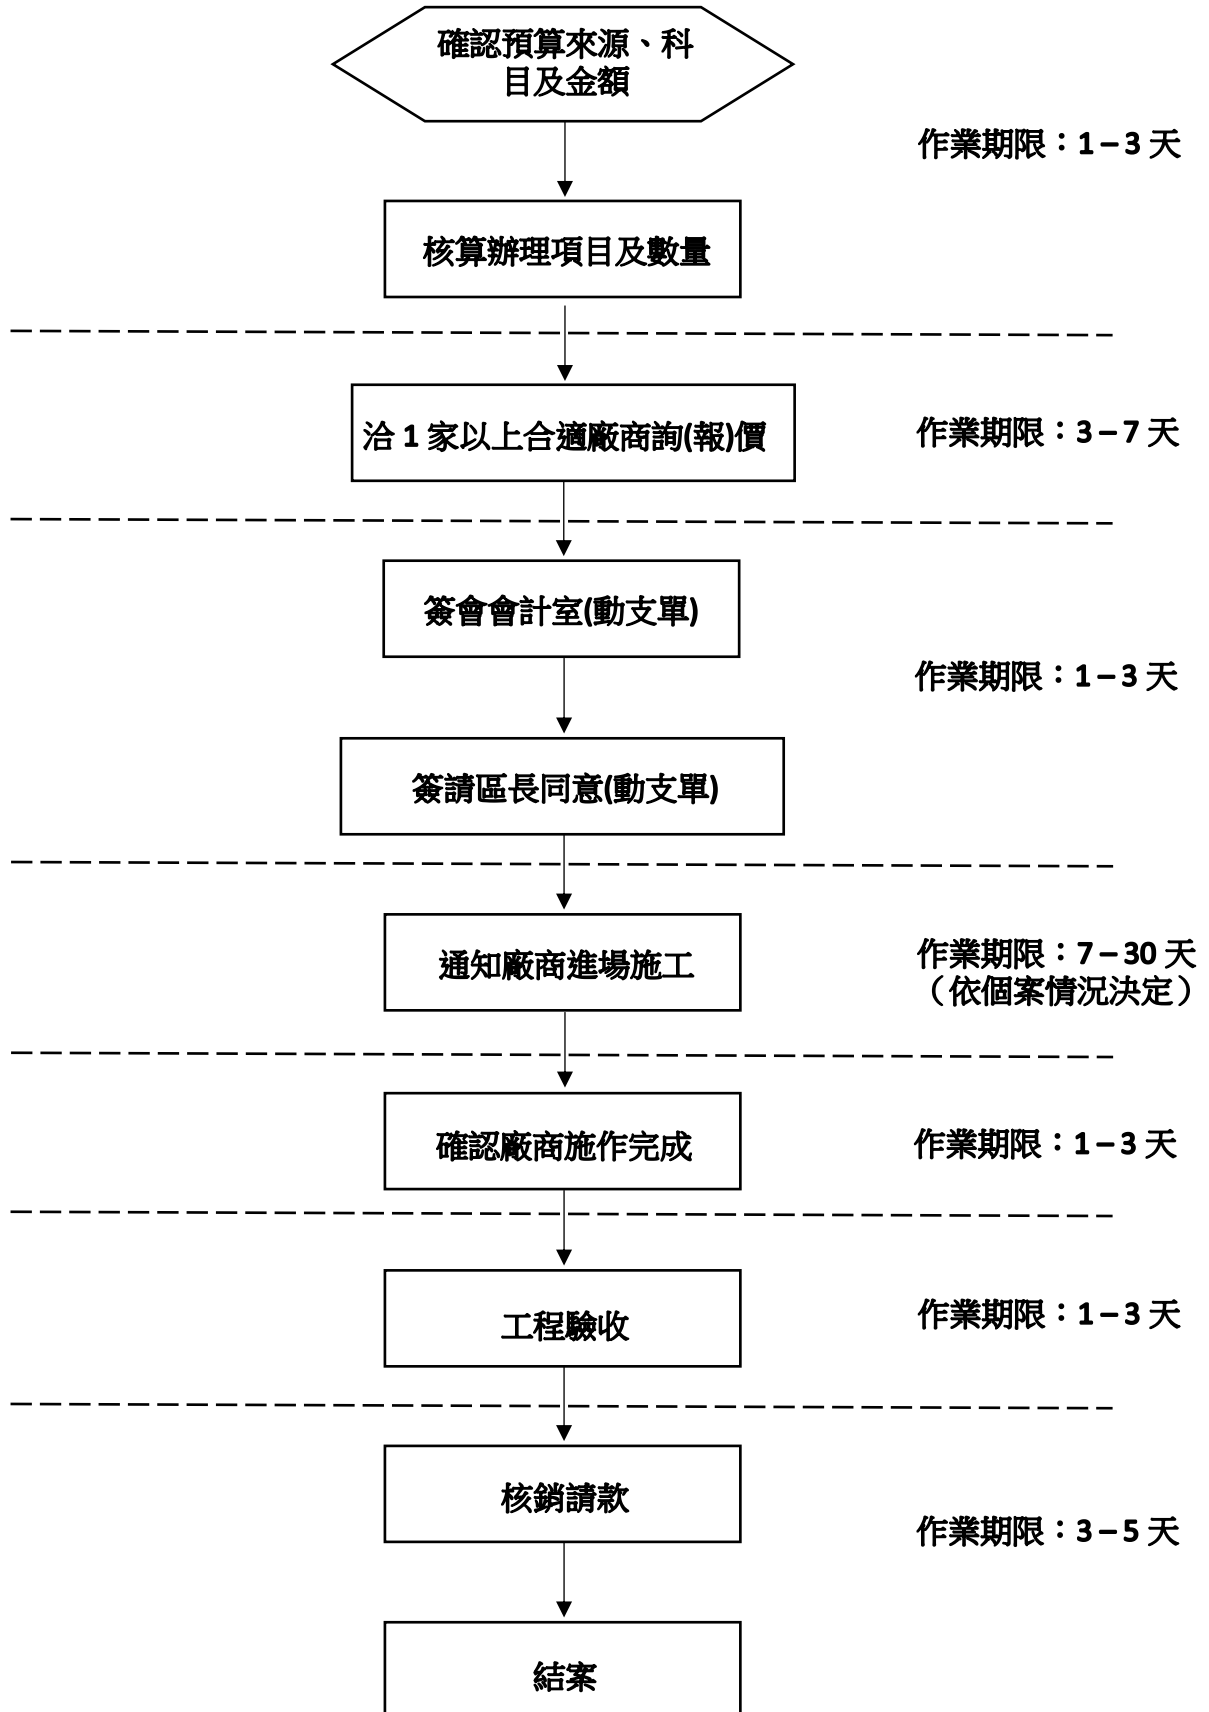 確認預算來源、科
目及金額
作業期限：1–3 天
核算辦理項目及數量
洽 1 家以上合適廠商詢(報)價
作業期限：3–7 天
簽會會計室(動支單)
作業期限：1–3 天
簽請區長同意(動支單)
通知廠商進場施工
作業期限：7–30 天
（依個案情況決定）
確認廠商施作完成
作業期限：1–3 天
工程驗收
作業期限：1–3 天
核銷請款
作業期限：3–5 天
結案